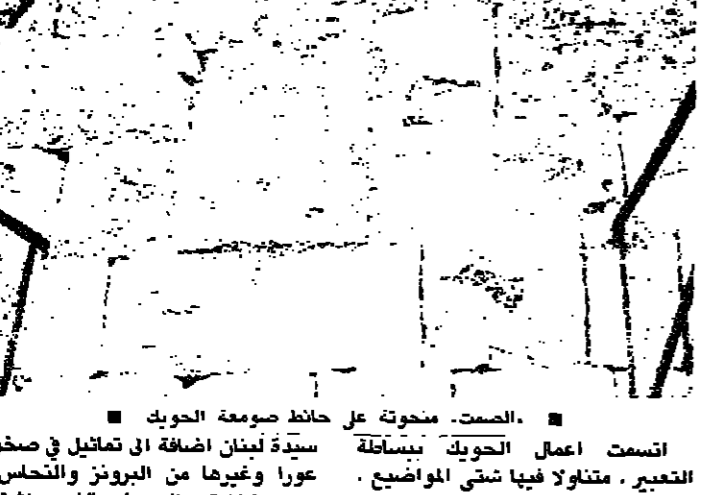 ■ .الصمت. منحوتة على حائط صومعة الحويك ■
اتسمت اعمال الحويك ببساطة
التعبير . متناولا فيها شتى المواضيع .
سيدة لبنان اضافة الى تماثيل في صخر
عورا وغيرها من البرونز والنحاس